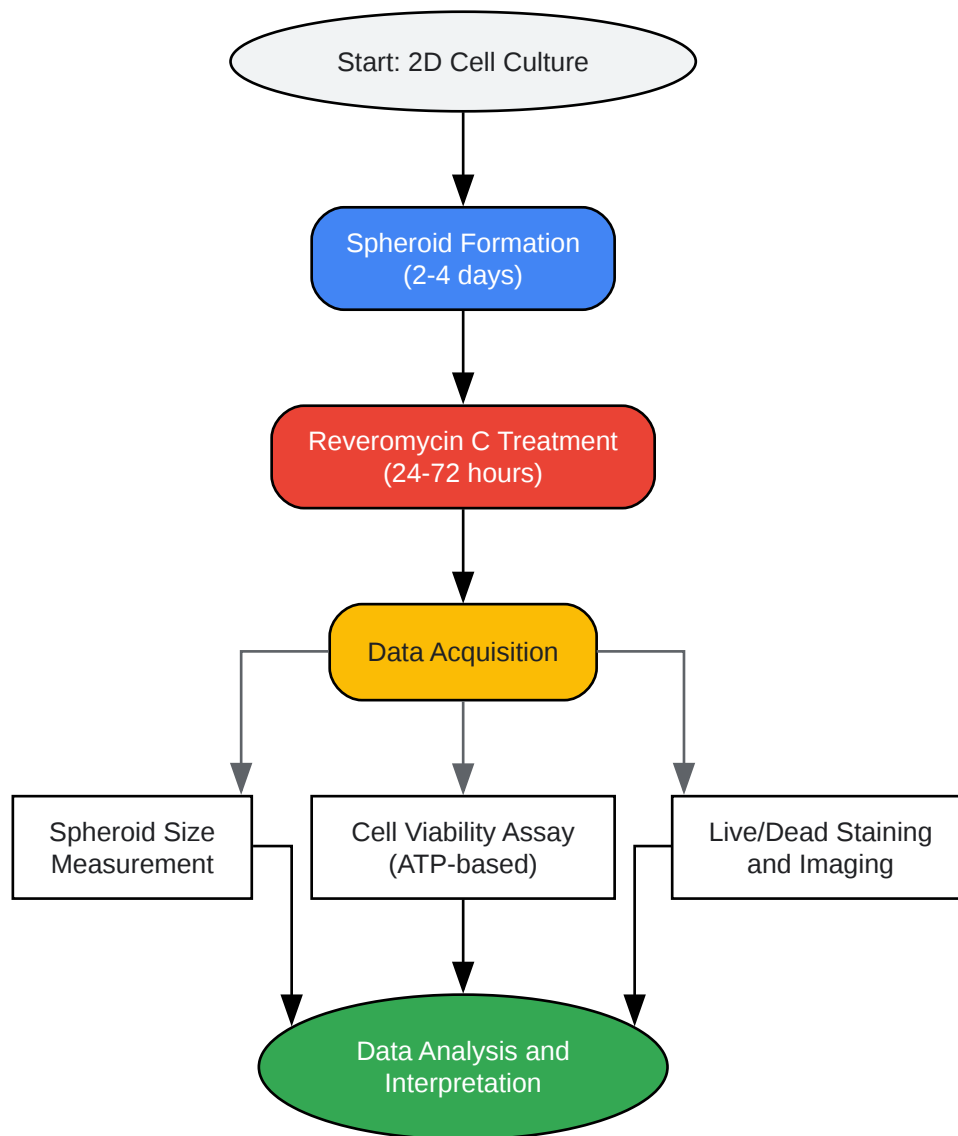 Start: 2D Cell Culture
Spheroid Formation
(2-4 days)
Reveromycin C Treatment
(24-72 hours)
Data Acquisition
Spheroid Size
Measurement
Cell Viability Assay
(ATP-based)
Live/Dead Staining
and Imaging
Data Analysis and
Interpretation